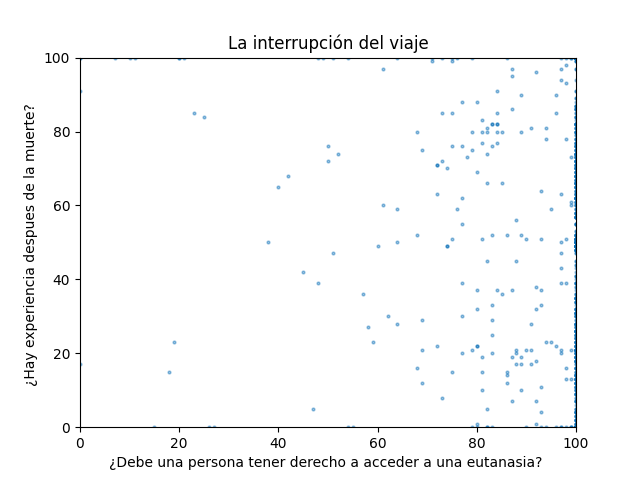 La interrupción del viaje
¿Hay experiencia despues de la muerte?
100
80
60
40
20
0
0 20 40 60 80 100
¿Debe una persona tener derecho a acceder a una eutanasia?